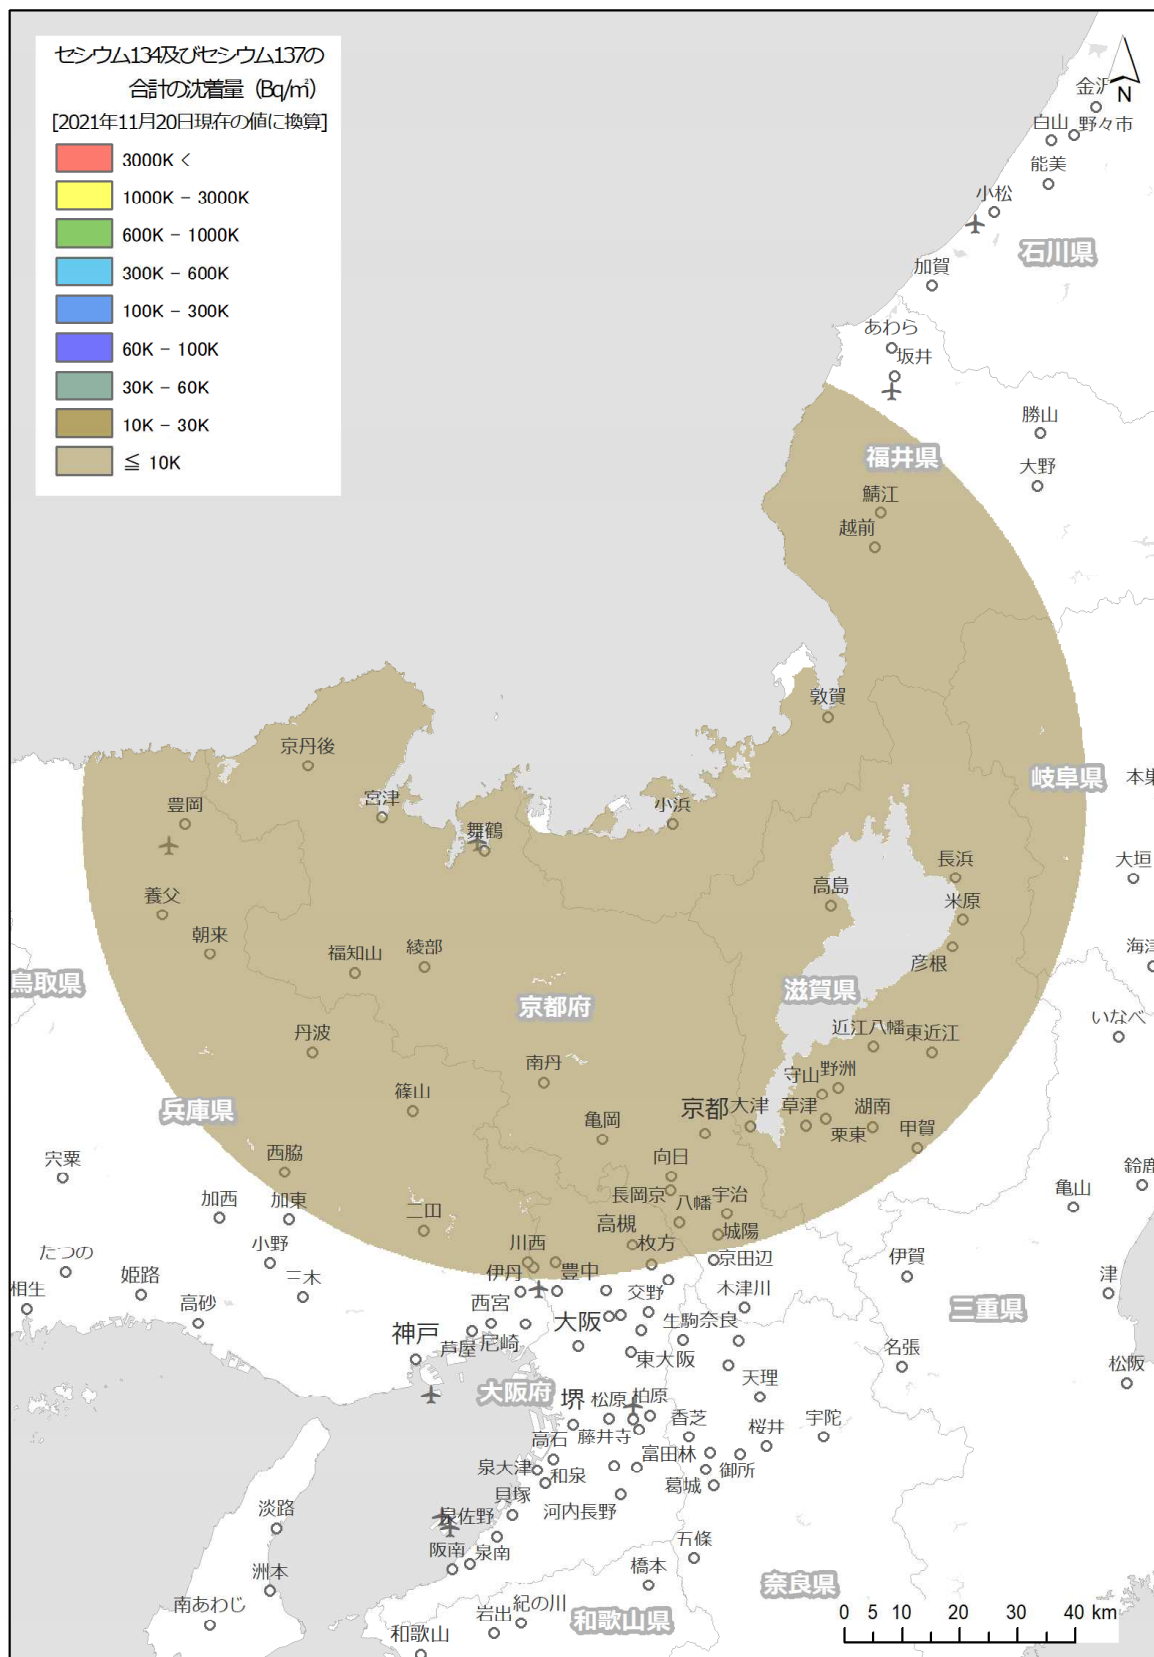 セシウム134及びセシウム137の
合計の沈着量（Bq/㎡）
[2021年11月20日現在の値に換算]
3000K <
1000K - 3000K
600K - 1000K
300K - 600K
100K - 300K
60K - 100K
30K - 60K
10K - 30K
≦ 10K
N
白山
野々市
能美
小松
石川県
加賀
あわら
坂井
勝山
福井県
大野
鯖江
越前
敦賀
京丹後
岐阜県
豊岡
宮津
小浜
舞鶴
大垣
長浜
養父
高島
米原
朝来
福知山
綾部
彦根
鳥取県
滋賀県
京都府
いなべ
近江八幡
東近江
丹波
南丹
守山
野洲
篠山
兵庫県
京都
大津
草津
湖南
亀岡
栗東
甲賀
西脇
向日
宍粟
亀山
加西
加東
長岡京
八幡
宇治
高槻
城陽
小野
川西
枚方
京田辺
伊賀
たつの
姫路
伊丹
豊中
津
相生
高砂
西宮
交野
木津川
三重県
神戸
芦屋
尼崎
大阪
生駒
奈良
東大阪
名張
松阪
大阪府
天理
堺
松原
柏原
香芝
桜井
宇陀
藤井寺
高石
富田林
泉大津
和泉
御所
葛城
貝塚
河内長野
淡路
泉佐野
五條
阪南
泉南
洲本
橋本
奈良県
南あわじ
岩出
紀の川
和歌山県
和歌山
0 5 10 20 30 40 km